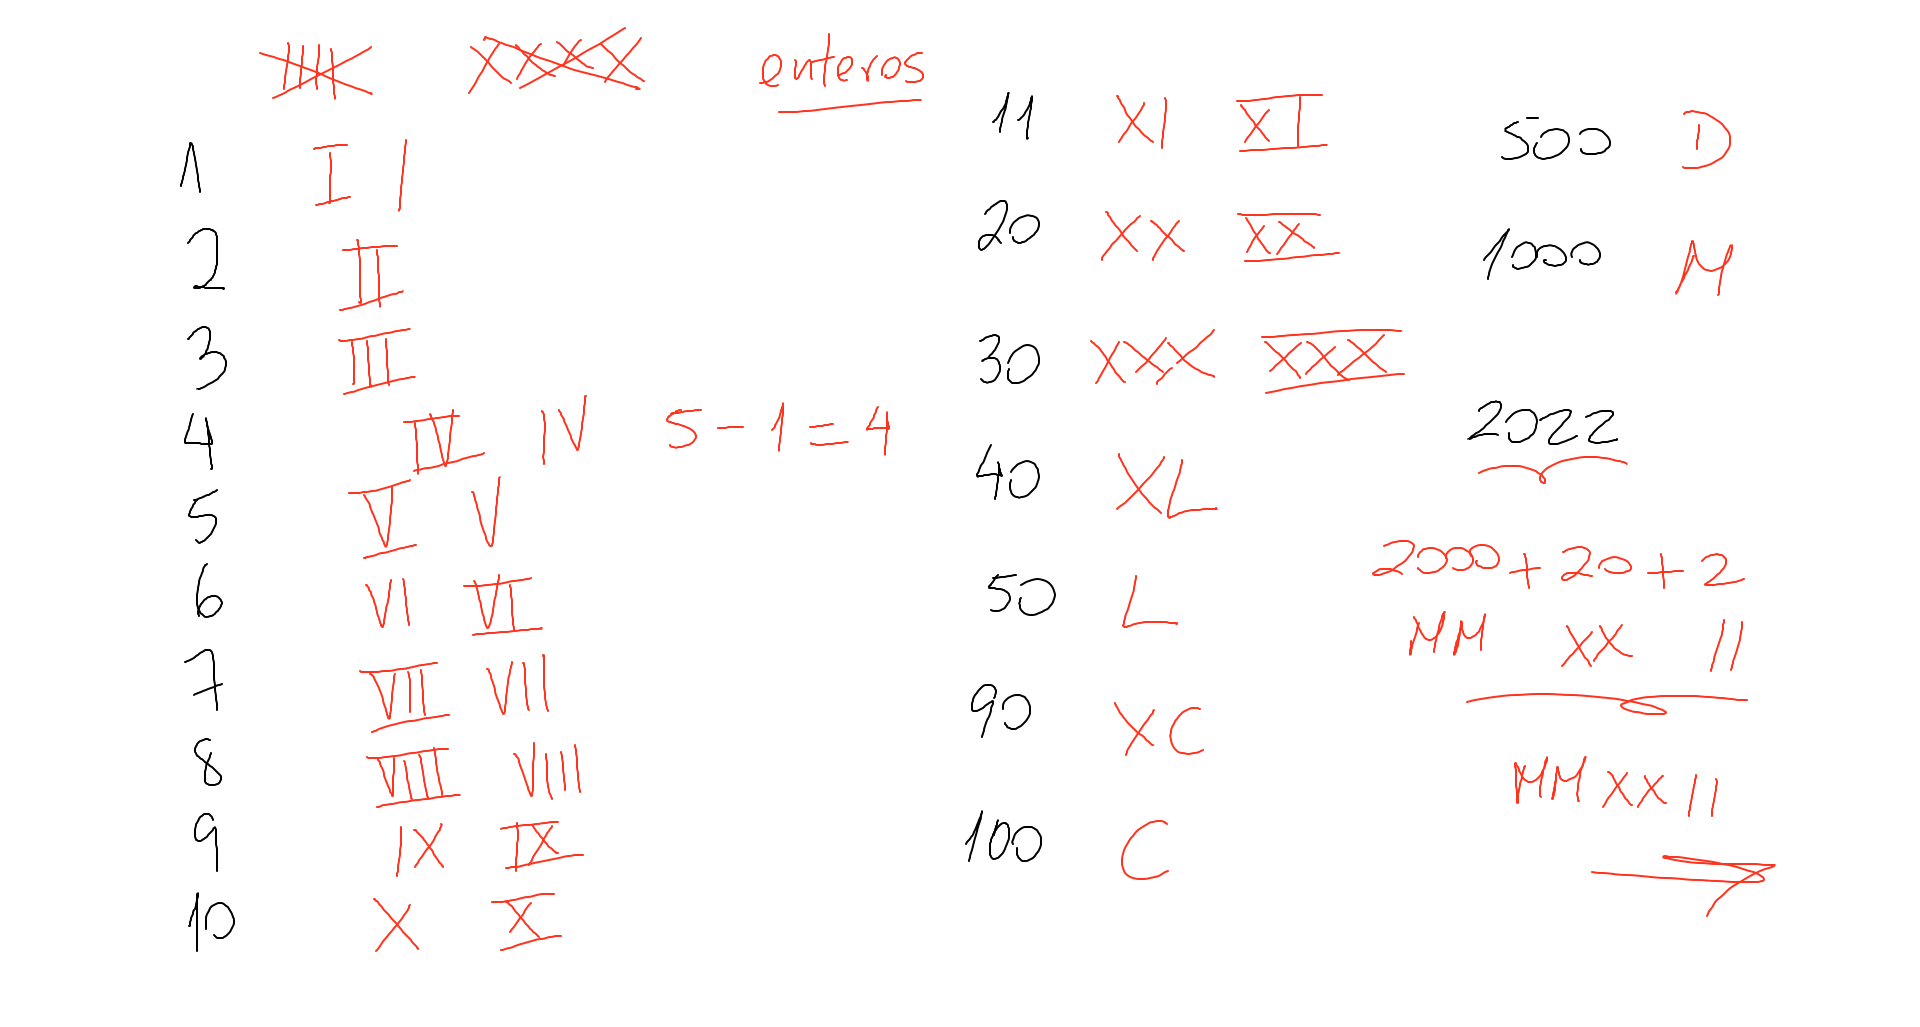 IIII XXXX enteros
1 I I
2 II
3 III
4 IV IV 5 - 1 = 4
5 V V
6 VI VI
7 VII VII
8 VIII VIII
9 IX IX
10 X X
11 XI XI
20 XX XX
30 XXX XXX
40 XL
50 L
90 XC
100 C
500 D
1000 M
2022
2000 + 20 + 2
MM XX II
MMXXII